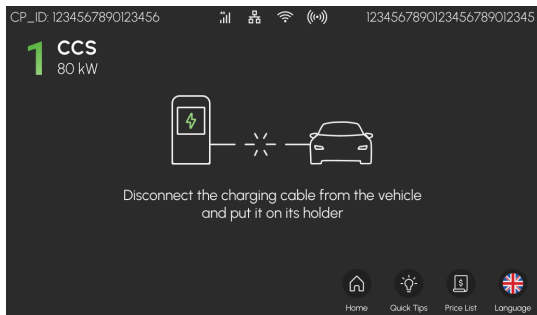 CP_ID: 1234567890123456
1234567890123456789012345
1 CCS
80 kW
Disconnect the charging cable from the vehicle
and put it on its holder
Home Quick Tips Price List Language